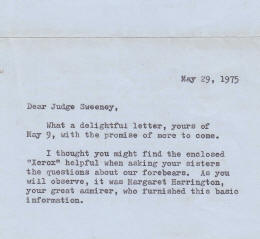 May 29, 1975
Dear Judge Sweeney,
What a delightful letter, yours of
May 9, with the promise of more to come.
I thought you might find the enclosed
"Xerox" helpful when asking your sisters
the questions about our forebears. As you
will observe, it was Margaret Harrington,
your great admirer, who furnished this basic
information.